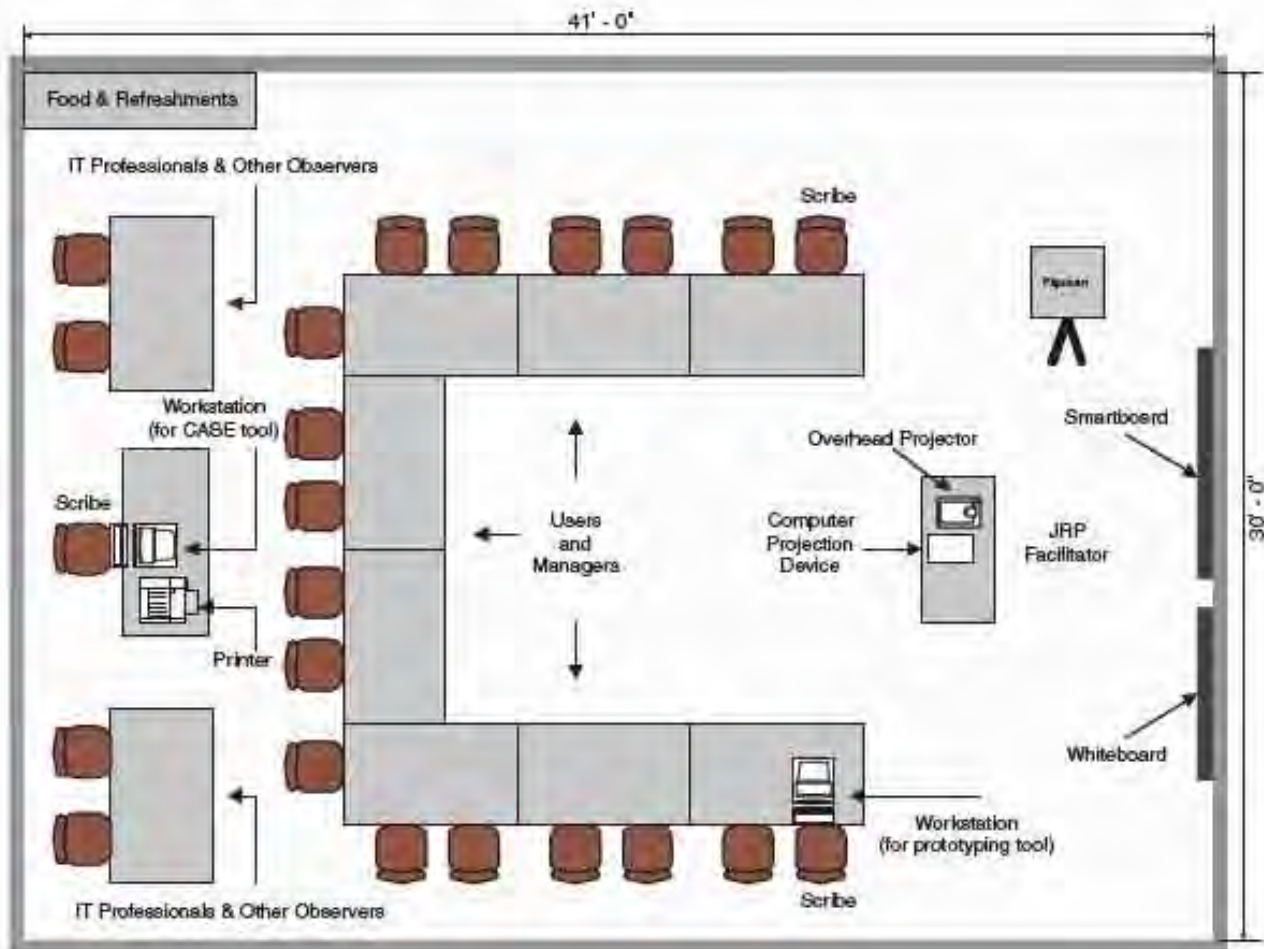 41' - 0"
Food & Refreshments
IT Professionals & Other Observers
Scribe
Workstation
(for CASE tool)
Smartboard
Overhead Projector
Scribe
Users
and
Managers
Computer
Projection
Device
JRP
Facilitator
30' - 0"
Printer
Whiteboard
Workstation
(for prototyping tool)
Scribe
IT Professionals & Other Observers